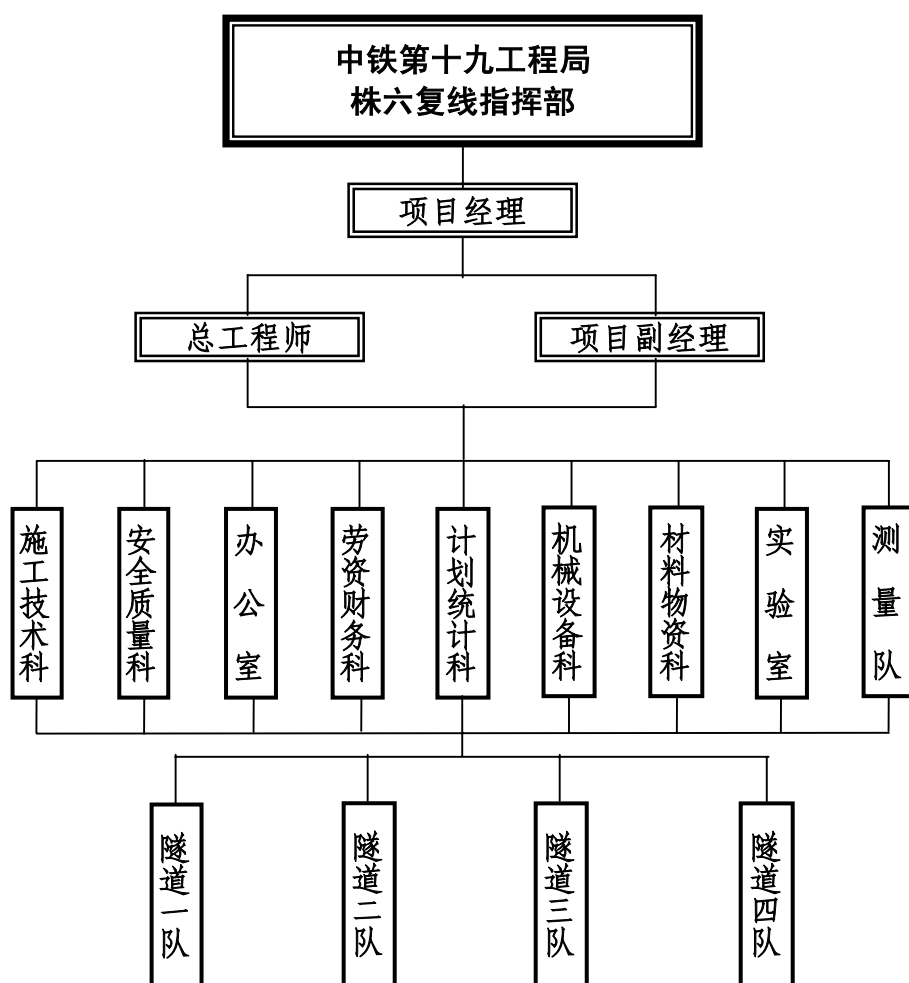 中铁第十九工程局
株六复线指挥部
项目经理
总工程师
项目副经理
施工技术科
安全质量科
办公室
劳资财务科
计划统计科
机械设备科
材料物资科
实验室
测量队
隧道一队
隧道二队
隧道三队
隧道四队